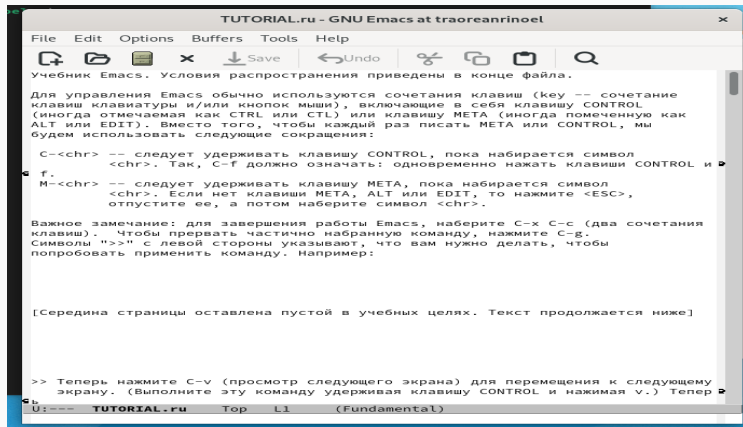 TUTORIAL.ru - GNU Emacs at traoreanrinoel
File Edit Options Buffers Tools Help
Save Undo
Учебник Emacs. Условия распространения приведены в конце файла.
Для управления Emacs обычно используются сочетания клавиш (key -- сочетание
клавиш клавиатуры и/или кнопок мыши), включающие в себя клавишу CONTROL
(иногда отмечаемая как CTRL или CTL) или клавишу META (иногда помеченную как
ALT или EDIT). Вместо того, чтобы каждый раз писать META или CONTROL, мы
будем использовать следующие сокращения:
C-<chr> -- следует удерживать клавишу CONTROL, пока набирается символ
<chr>. Так, C-f должно означать: одновременно нажать клавиши CONTROL и
f.
M-<chr> -- следует удерживать клавишу META, пока набирается символ
<chr>. Если нет клавиши META, ALT или EDIT, то нажмите <ESC>,
отпустите ее, а потом наберите символ <chr>.
Важное замечание: для завершения работы Emacs, наберите C-x C-c (два сочетания
клавиш). Чтобы прервать частично набранную команду, нажмите C-g.
Символы ">>" с левой стороны указывают, что вам нужно делать, чтобы
попробовать применить команду. Например:
[Середина страницы оставлена пустой в учебных целях. Текст продолжается ниже]
>> Теперь нажмите C-v (просмотр следующего экрана) для перемещения к следующему
экрану. (Выполните эту команду удерживая клавишу CONTROL и нажимая v.) Тепер
ь
U:--- TUTORIAL.ru Top L1 (Fundamental)